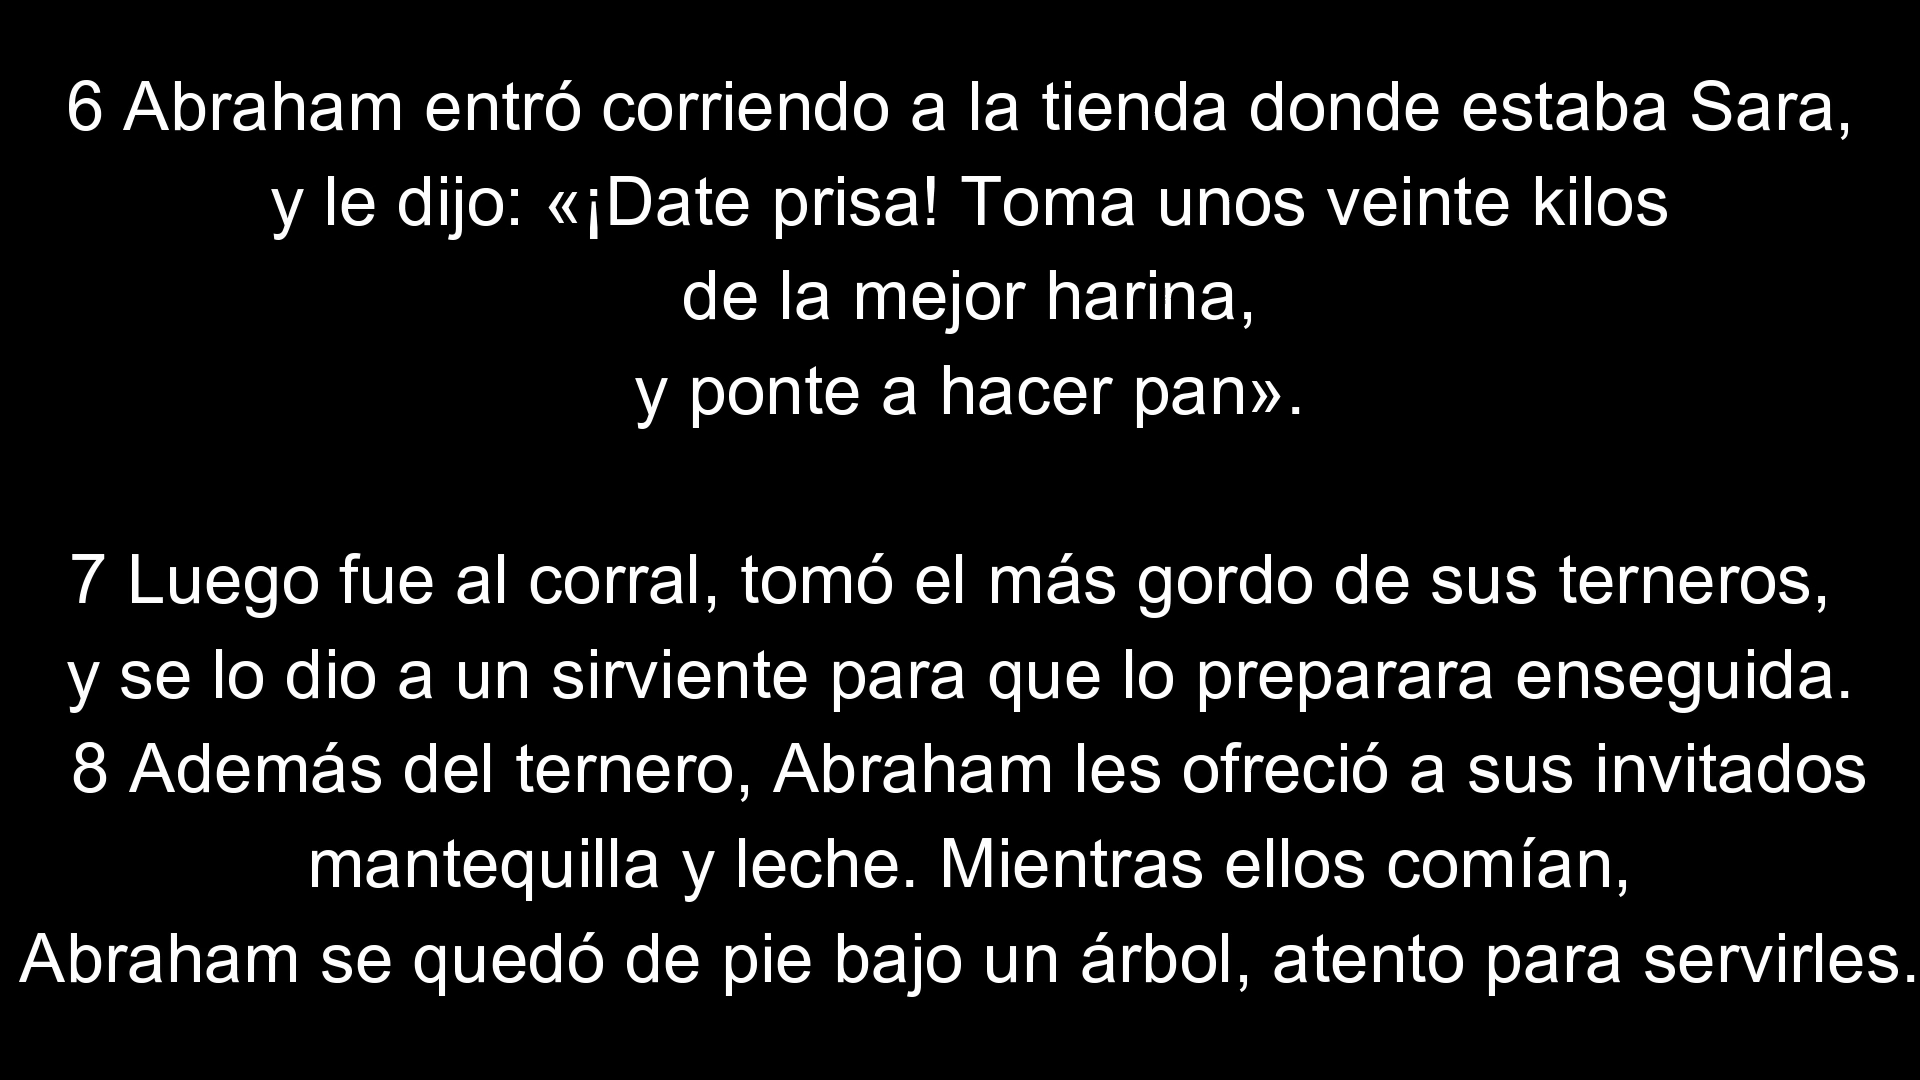 6 Abraham entró corriendo a la tienda donde estaba Sara,
y le dijo: «¡Date prisa! Toma unos veinte kilos
de la mejor harina,
y ponte a hacer pan».
7 Luego fue al corral, tomó el más gordo de sus terneros,
y se lo dio a un sirviente para que lo preparara enseguida.
8 Además del ternero, Abraham les ofreció a sus invitados
mantequilla y leche. Mientras ellos comían,
Abraham se quedó de pie bajo un árbol, atento para servirles.